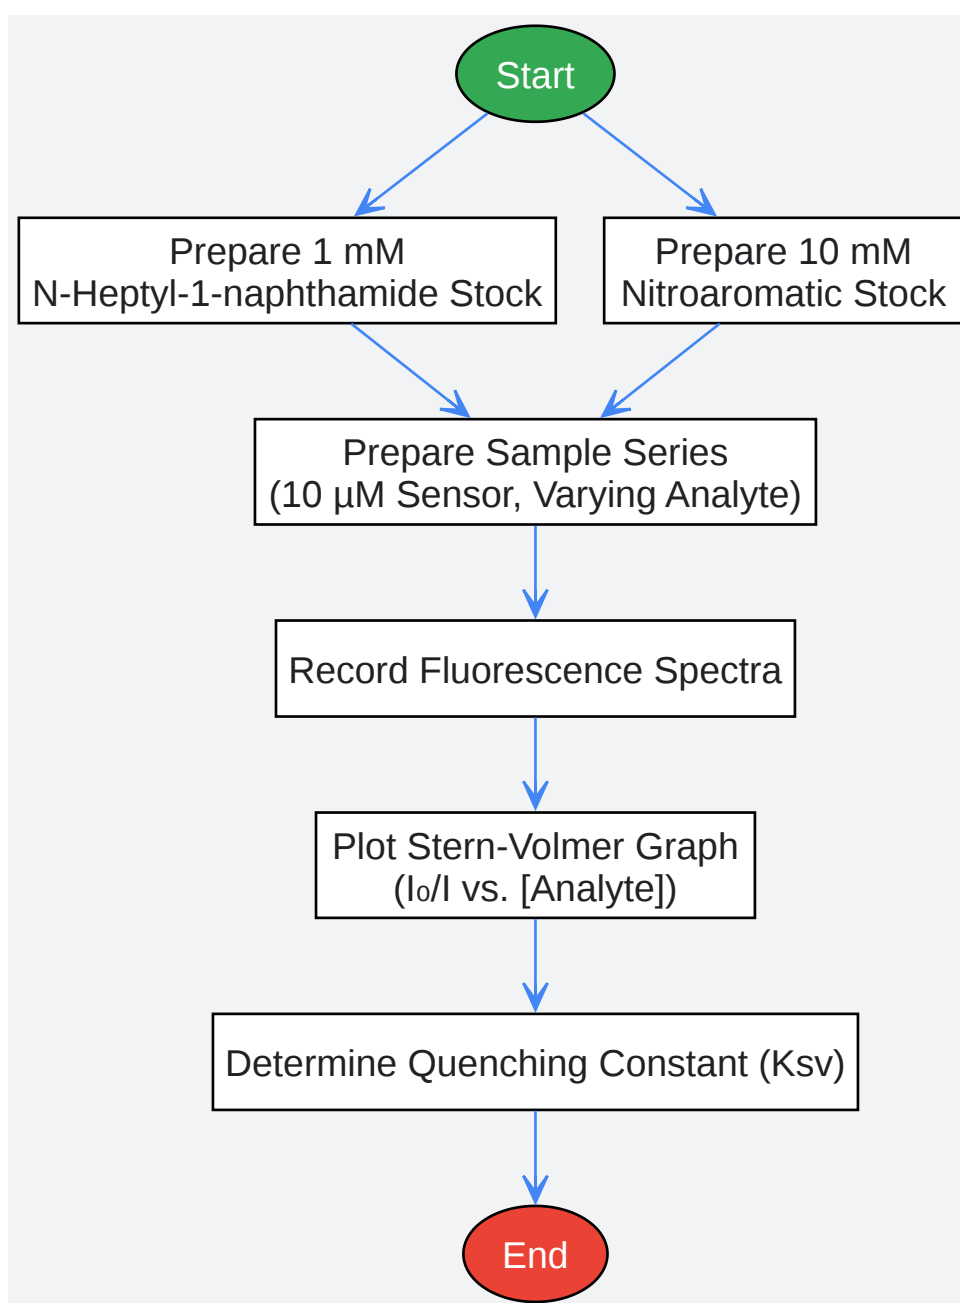 Start
Prepare 1 mM
N-Heptyl-1-naphthamide Stock
Prepare 10 mM
Nitroaromatic Stock
Prepare Sample Series
(10 µM Sensor, Varying Analyte)
Record Fluorescence Spectra
Plot Stern-Volmer Graph
(I₀/I vs. [Analyte])
Determine Quenching Constant (Ksv)
End